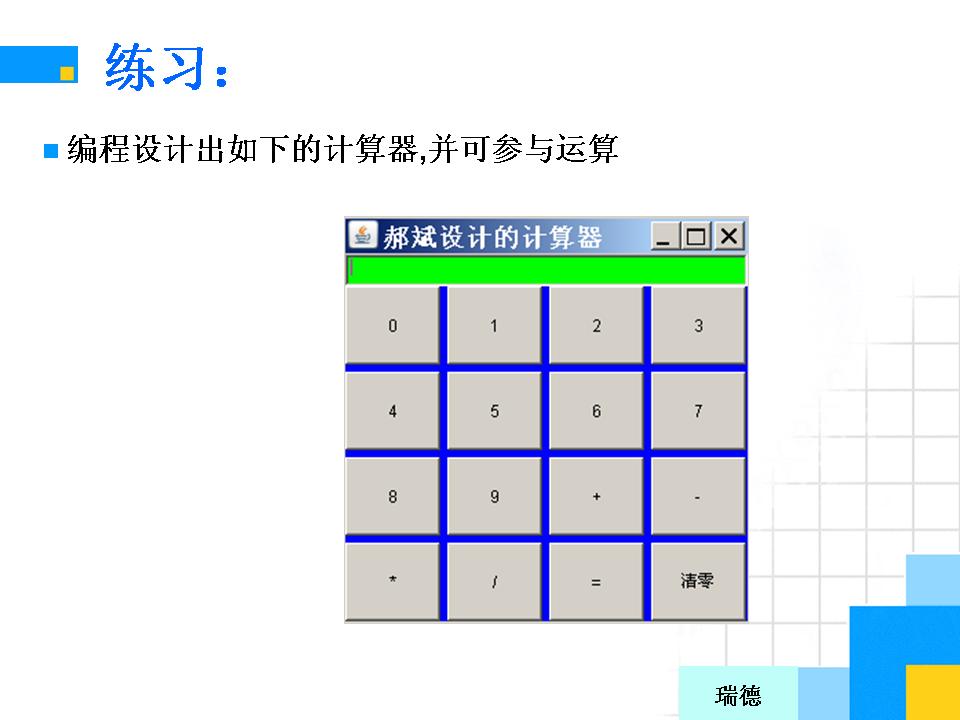 练习：
编程设计出如下的计算器,并可参与运算
郝斌设计的计算器
0 1 2 3
4 5 6 7
8 9 + -
* / = 清零
瑞德